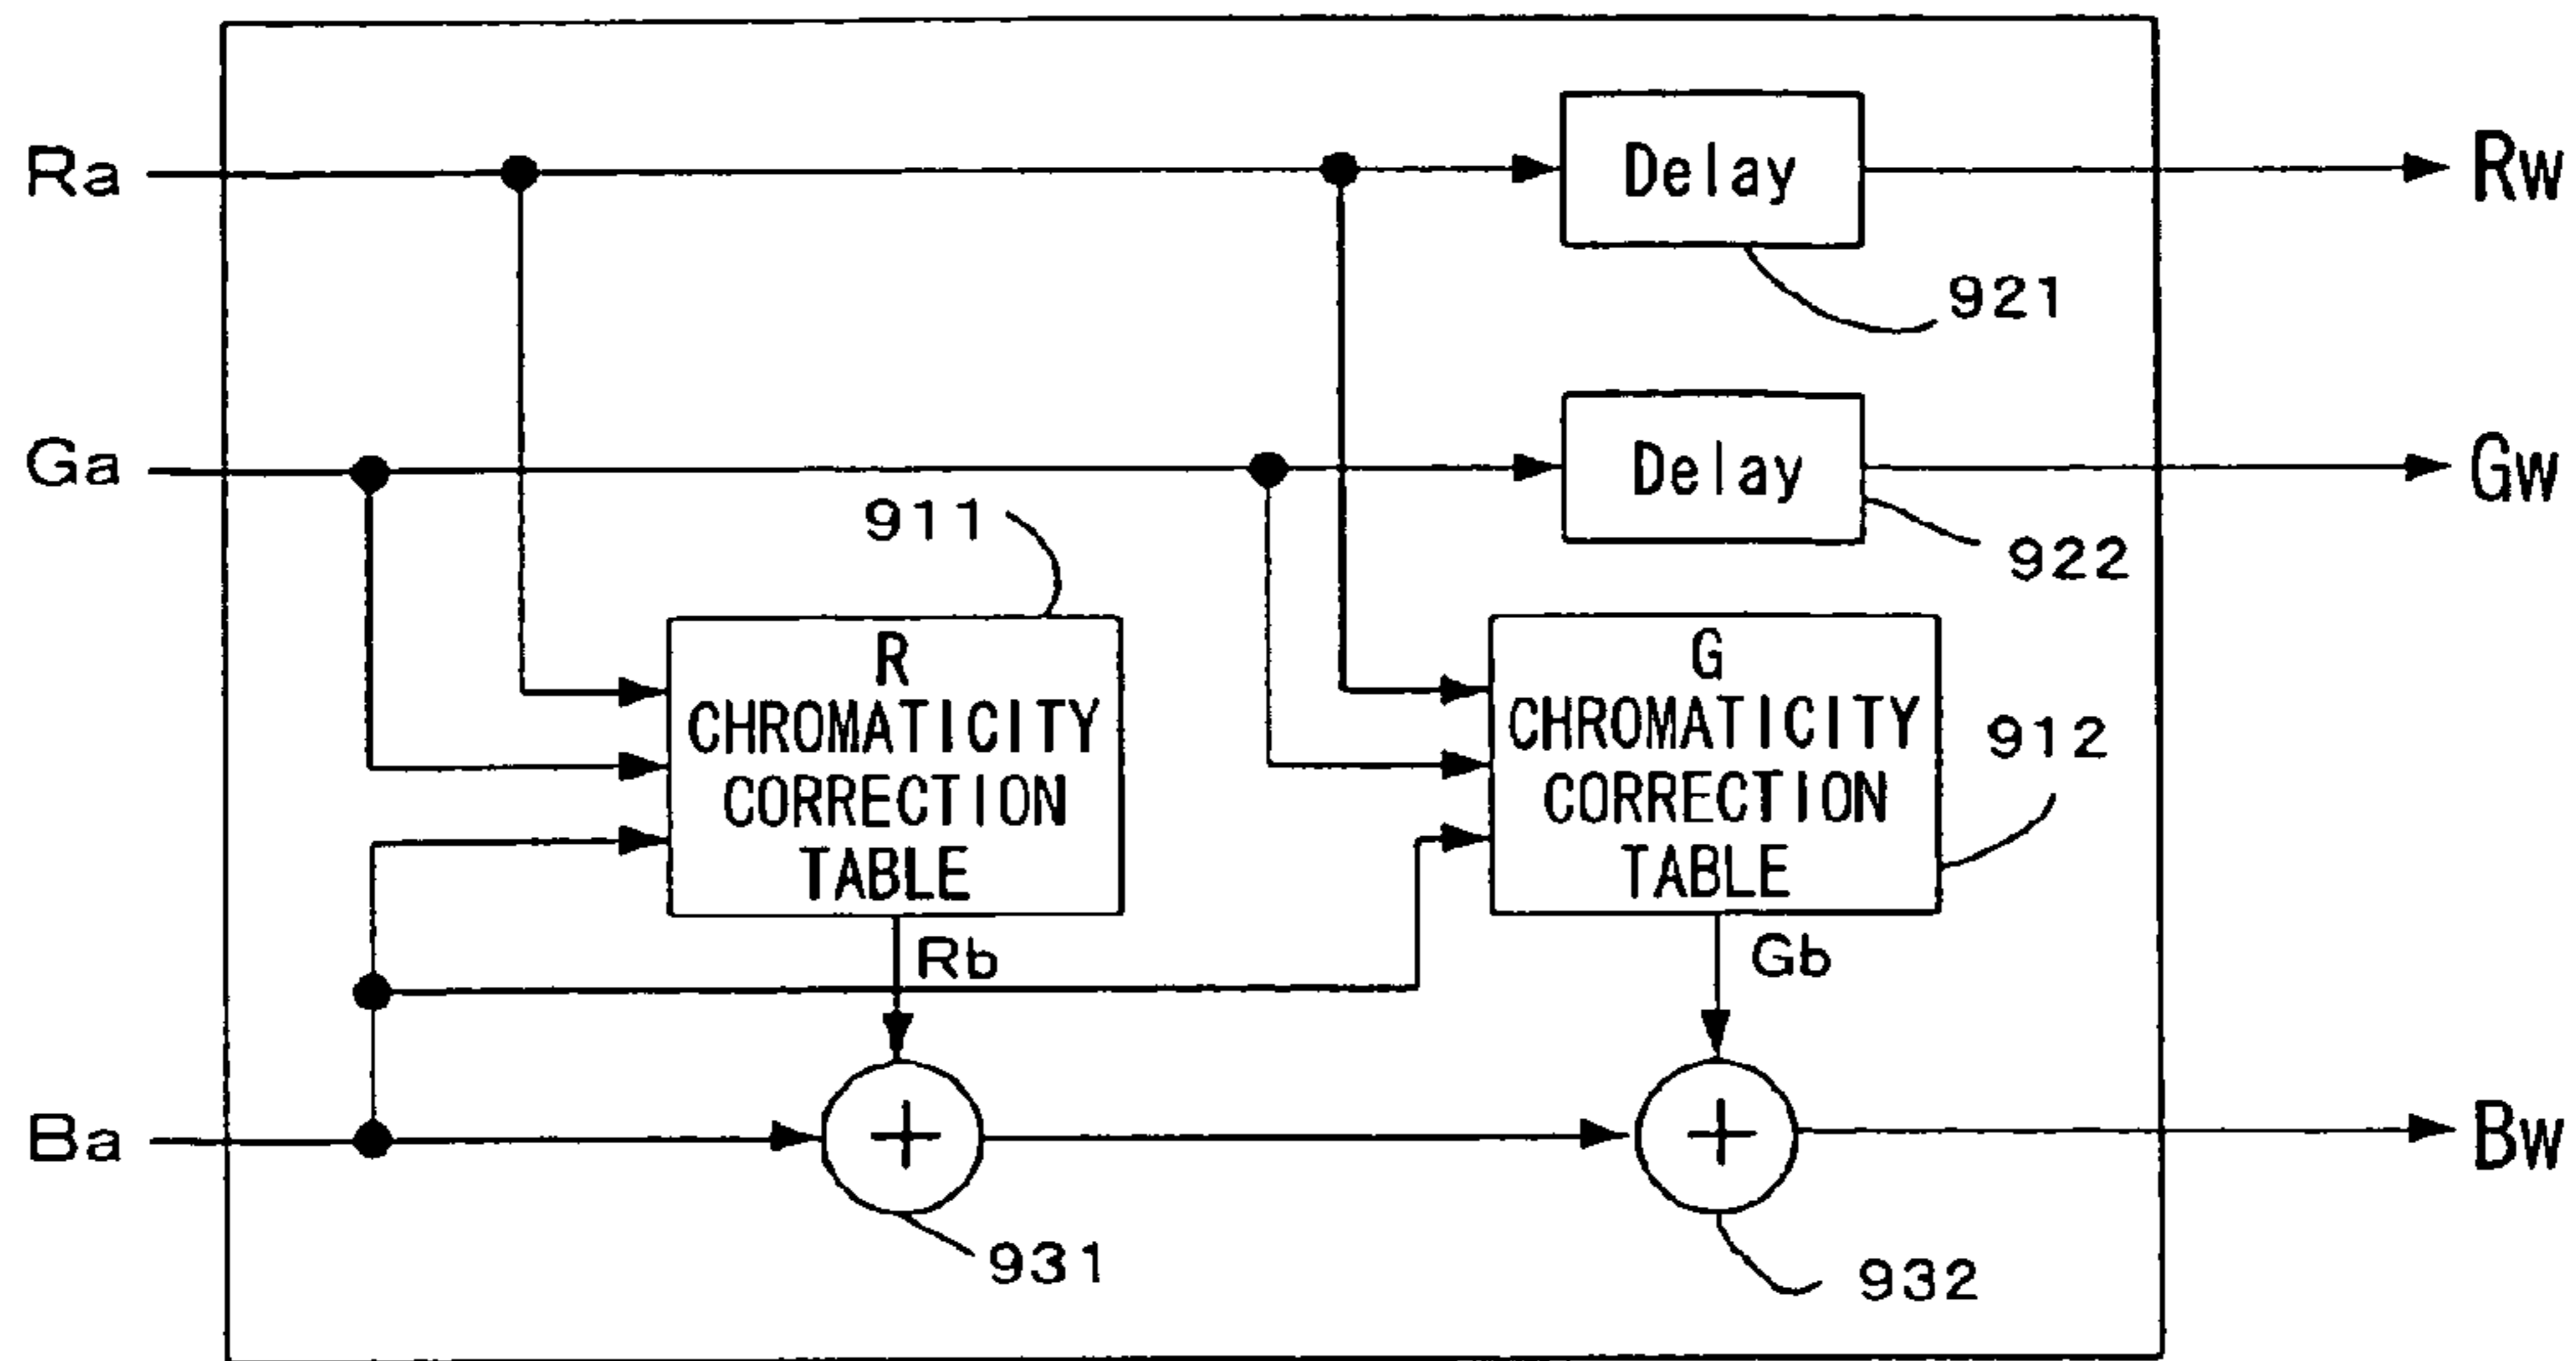 Ra
Delay
Rw
921
Ga
Delay
Gw
911
922
R
CHROMATICITY
CORRECTION
TABLE
G
CHROMATICITY
CORRECTION
TABLE
912
Rb
Gb
Ba
+
+
Bw
931
932